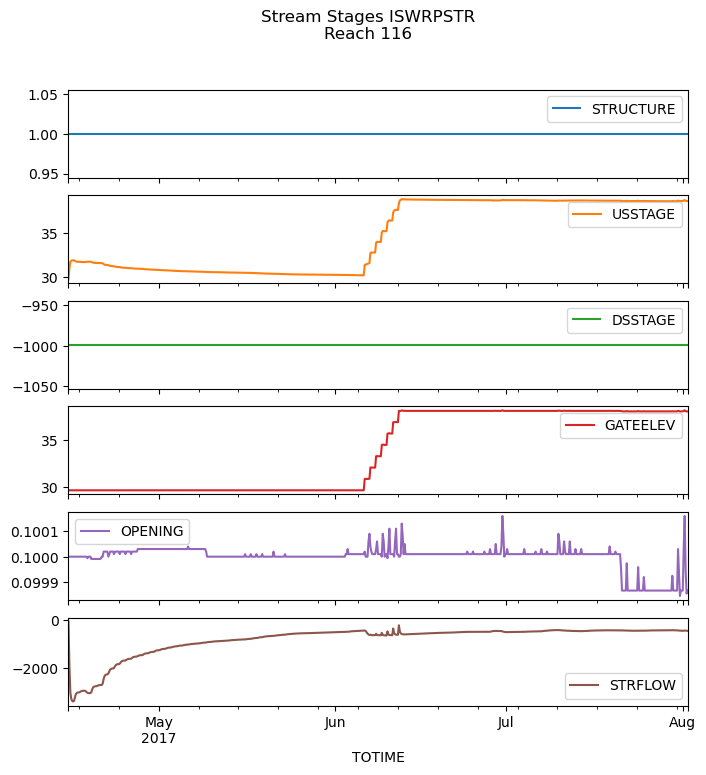 Stream Stages ISWRPSTR
Reach 116
1.05
1.00
0.95
STRUCTURE
35
30
USSTAGE
−950
−1000
−1050
DSSTAGE
35
30
GATEELEV
0.1001
0.1000
0.0999
OPENING
0
−2000
STRFLOW
May
2017
Jun
Jul
Aug
TOTIME